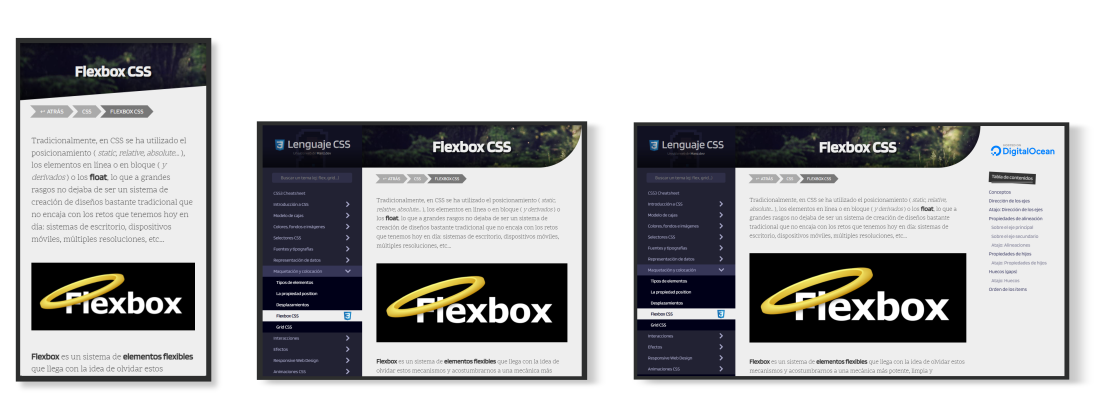 Flexbox CSS
↩ ATRÁS
CSS
FLEXBOX CSS
Tradicionalmente, en CSS se ha utilizado el
posicionamiento ( static, relative, absolute... ),
los elementos en línea o en bloque ( y
derivados ) o los float, lo que a grandes
rasgos no dejaba de ser un sistema de
creación de diseños bastante tradicional que
no encaja con los retos que tenemos hoy en
día: sistemas de escritorio, dispositivos
móviles, múltiples resoluciones, etc...
Flexbox
Flexbox es un sistema de elementos flexibles
que llega con la idea de olvidar estos
Lenguaje CSS
CSS3 Cheatsheet
Introducción a CSS
Modelo de cajas
Colores, fondos e imágenes
Selectores CSS
Fuentes y tipografías
Representación de datos
Maquetación y colocación
Tipos de elementos
La propiedad position
Desplazamientos
Flexbox CSS
Grid CSS
Interacciones
Efectos
Responsive Web Design
Animaciones CSS
Flexbox CSS
↩ ATRÁS
CSS
FLEXBOX CSS
Tradicionalmente, en CSS se ha utilizado el posicionamiento ( static,
relative, absolute... ), los elementos en línea o en bloque ( y derivados ) o los
float, lo que a grandes rasgos no dejaba de ser un sistema de
creación de diseños bastante tradicional que no encaja con los retos
que tenemos hoy en día: sistemas de escritorio, dispositivos móviles,
múltiples resoluciones, etc...
Flexbox
Flexbox es un sistema de elementos flexibles que llega con la idea de
olvidar estos mecanismos y acostumbrarnos a una mecánica más
Lenguaje CSS
CSS3 Cheatsheet
Introducción a CSS
Modelo de cajas
Colores, fondos e imágenes
Selectores CSS
Fuentes y tipografías
Representación de datos
Maquetación y colocación
Tipos de elementos
La propiedad position
Desplazamientos
Flexbox CSS
Grid CSS
Interacciones
Efectos
Responsive Web Design
Animaciones CSS
Flexbox CSS
↩ ATRÁS
CSS
FLEXBOX CSS
Tradicionalmente, en CSS se ha utilizado el posicionamiento ( static, relative,
absolute... ), los elementos en línea o en bloque ( y derivados ) o los float, lo que a
grandes rasgos no dejaba de ser un sistema de creación de diseños bastante
tradicional que no encaja con los retos que tenemos hoy en día: sistemas de
escritorio, dispositivos móviles, múltiples resoluciones, etc...
Flexbox
Flexbox es un sistema de elementos flexibles que llega con la idea de olvidar estos
mecanismos y acostumbrarnos a una mecánica más potente, limpia y
DigitalOcean
Tabla de contenidos
Conceptos
Dirección de los ejes
Atajo: Dirección de los ejes
Propiedades de alineación
Sobre el eje principal
Sobre el eje secundario
Atajo: Alineaciones
Propiedades de hijos
Atajo: Propiedades de hijos
Huecos (gaps)
Atajo: Huecos
Orden de los ítems